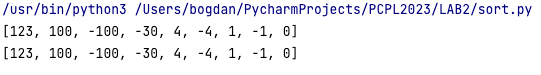 /usr/bin/python3 /Users/bogdan/PycharmProjects/PCPL2023/LAB2/sort.py
[123, 100, -100, -30, 4, -4, 1, -1, 0]
[123, 100, -100, -30, 4, -4, 1, -1, 0]